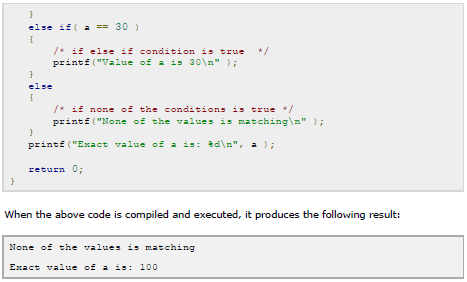 }
else if( a == 30 )
{
/* if else if condition is true  */
printf("Value of a is 30\n" );
}
else
{
/* if none of the conditions is true */
printf("None of the values is matching\n" );
}
printf("Exact value of a is: %d\n", a );
return 0;
}
When the above code is compiled and executed, it produces the following result:
None of the values is matching
Exact value of a is: 100